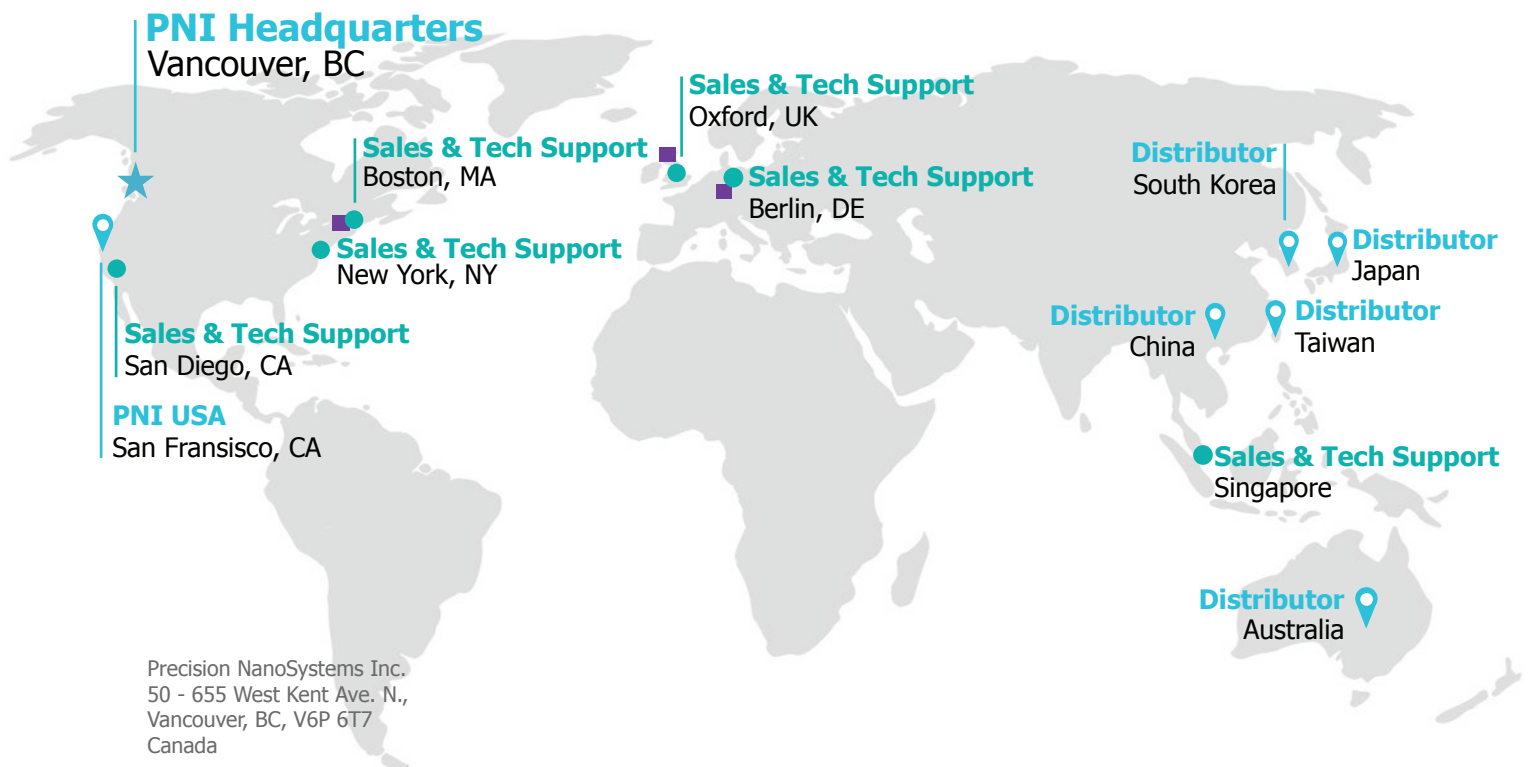 PNI Headquarters
Vancouver, BC
Sales & Tech Support
Oxford, UK
Sales & Tech Support
Boston, MA
Distributor
South Korea
Sales & Tech Support
Berlin, DE
Sales & Tech Support
New York, NY
Distributor
Japan
Distributor
China
Distributor
Taiwan
Sales & Tech Support
San Diego, CA
PNI USA
San Fransisco, CA
Sales & Tech Support
Singapore
Distributor
Australia
Precision NanoSystems Inc.
50 - 655 West Kent Ave. N.,
Vancouver, BC, V6P 6T7
Canada